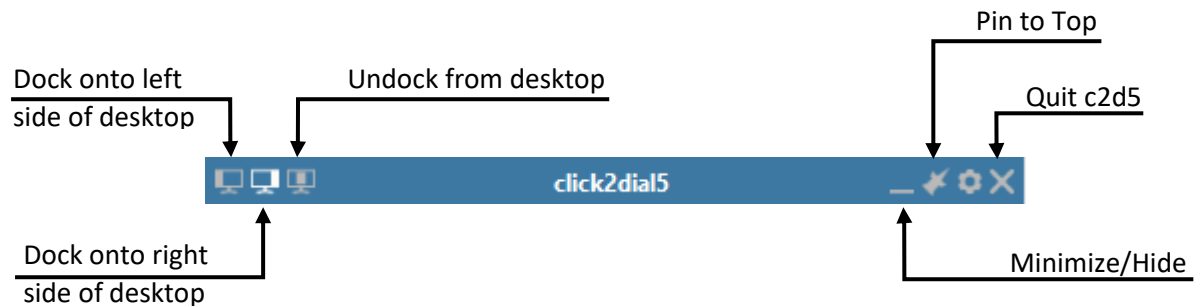 Pin to Top
Dock onto left
side of desktop
Undock from desktop
Quit c2d5
click2dial5
Dock onto right
side of desktop
Minimize/Hide